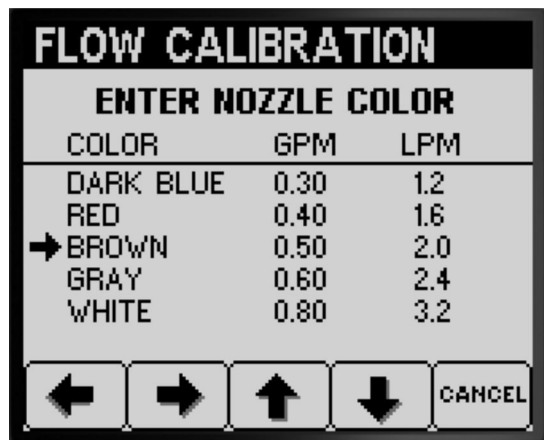 FLOW CALIBRATION
ENTER NOZZLE COLOR
COLOR GPM LPM
DARK BLUE 0.30 1.2
RED 0.40 1.6
BROWN 0.50 2.0
GRAY 0.60 2.4
WHITE 0.80 3.2
CANCEL